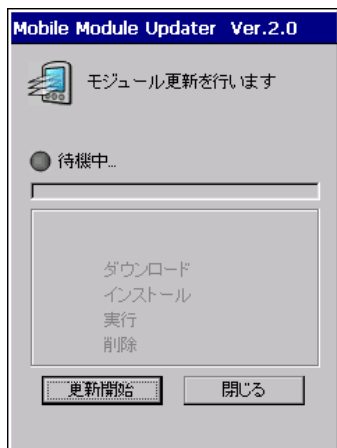 Mobile Module Updater Ver.2.0
モジュール更新を行います
待機中...
ダウンロード
インストール
実行
削除
更新開始
閉じる